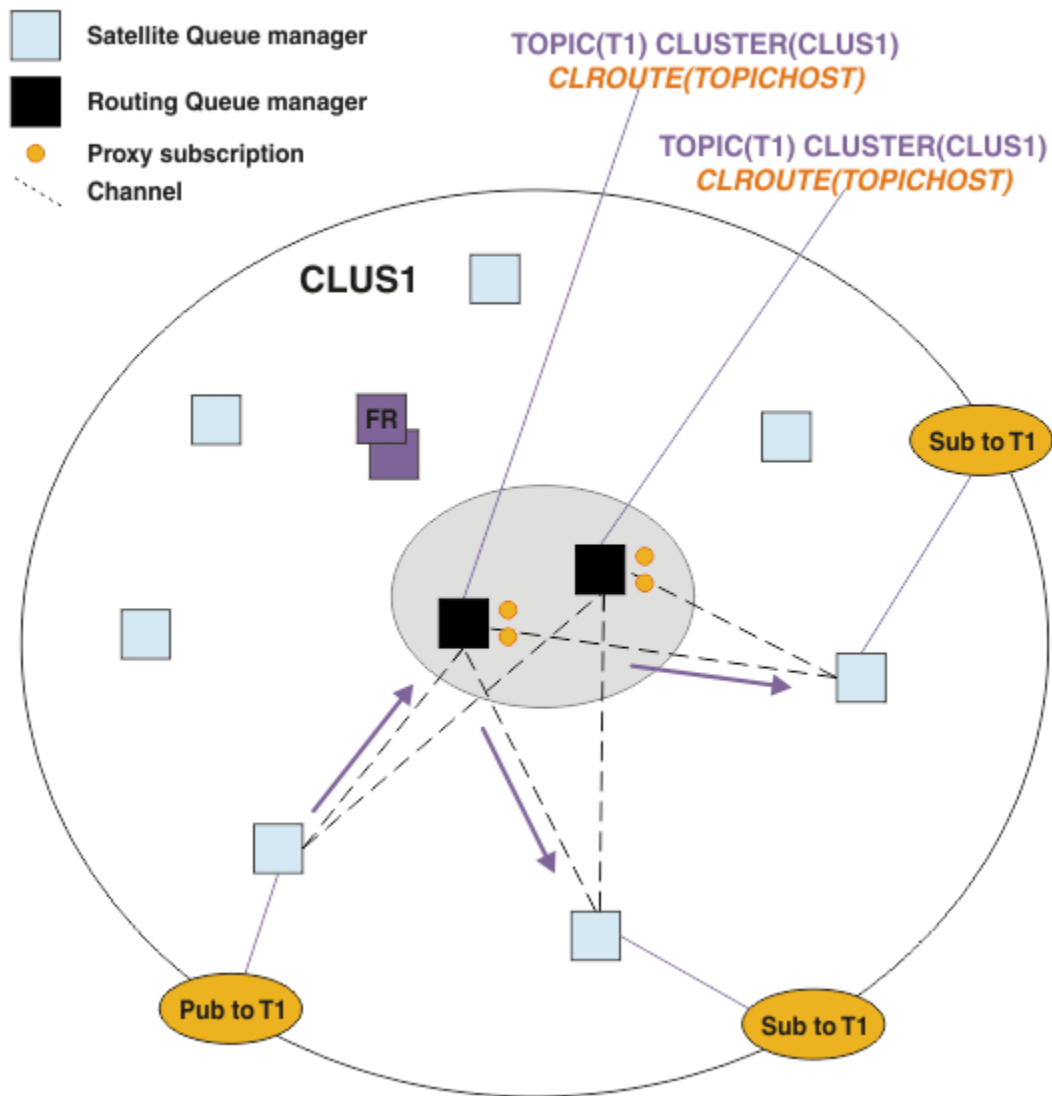 Satellite Queue manager
Routing Queue manager
Proxy subscription
Channel
TOPIC(T1) CLUSTER(CLUS1)
CLROUTE(TOPICHOST)
TOPIC(T1) CLUSTER(CLUS1)
CLROUTE(TOPICHOST)
CLUS1
FR
Sub to T1
Pub to T1
Sub to T1